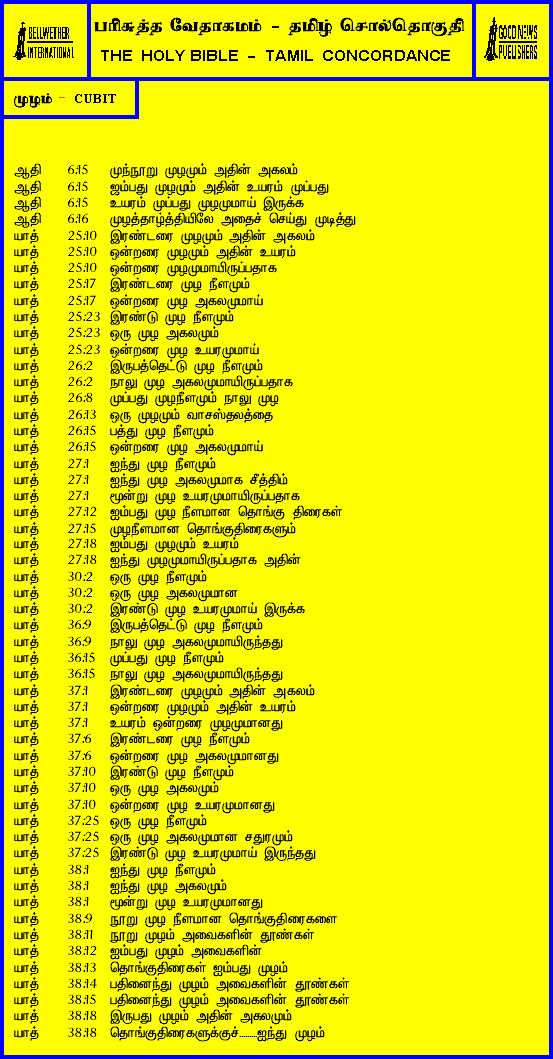 BELLWETHER
INTERNATIONAL
பரிசுத்த வேதாகமம் - தமிழ் சொல்தொகுதி
THE HOLY BIBLE - TAMIL CONCORDANCE
GOOD NEWS
PUBLISHERS
முழம் - CUBIT
ஆதி 6:15 முந்நூறு முழமும் அதின் அகலம்
ஆதி 6:15 ஐம்பது முழமும் அதின் உயரம் முப்பது
ஆதி 6:15 உயரம் முப்பது முழமுமாய் இருக்க
ஆதி 6:16 முழத்தாழ்த்தியிலே அதைச் செய்து முடித்து
யாத் 25:10 இரண்டரை முழமும் அதின் அகலம்
யாத் 25:10 ஒன்றரை முழமும் அதின் உயரம்
யாத் 25:10 ஒன்றரை முழமுமாயிருப்பதாக
யாத் 25:17 இரண்டரை முழ நீளமும்
யாத் 25:17 ஒன்றரை முழ அகலமுமாய்
யாத் 25:23 இரண்டு முழ நீளமும்
யாத் 25:23 ஒரு முழ அகலமும்
யாத் 25:23 ஒன்றரை முழ உயரமுமாய்
யாத் 26:2 இருபத்தெட்டு முழ நீளமும்
யாத் 26:2 நாலு முழ அகலமுமாயிருப்பதாக
யாத் 26:8 முப்பது முழநீளமும் நாலு முழ
யாத் 26:13 ஒரு முழமும் வாசஸ்தலத்தை
யாத் 26:15 பத்து முழ நீளமும்
யாத் 26:15 ஒன்றரை முழ அகலமுமாய்
யாத் 27:1 ஐந்து முழ நீளமும்
யாத் 27:1 ஐந்து முழ அகலமுமாக சீத்திம்
யாத் 27:1 மூன்று முழ உயரமுமாயிருப்பதாக
யாத் 27:12 ஐம்பது முழ நீளமான தொங்கு திரைகள்
யாத் 27:15 முழநீளமான தொங்குதிரைகளும்
யாத் 27:18 ஐம்பது முழமும் உயரம்
யாத் 27:18 ஐந்து முழமுமாயிருப்பதாக அதின்
யாத் 30:2 ஒரு முழ நீளமும்
யாத் 30:2 ஒரு முழ அகலமுமான
யாத் 30:2 இரண்டு முழ உயரமுமாய் இருக்க
யாத் 36:9 இருபத்தெட்டு முழ நீளமும்
யாத் 36:9 நாலு முழ அகலமுமாயிருந்தது
யாத் 36:15 முப்பது முழ நீளமும்
யாத் 36:15 நாலு முழ அகலமுமாயிருந்தது
யாத் 37:1 இரண்டரை முழமும் அதின் அகலம்
யாத் 37:1 ஒன்றரை முழமும் அதின் உயரம்
யாத் 37:1 உயரம் ஒன்றரை முழமுமானது
யாத் 37:6 இரண்டரை முழ நீளமும்
யாத் 37:6 ஒன்றரை முழ அகலமுமானது
யாத் 37:10 இரண்டு முழ நீளமும்
யாத் 37:10 ஒரு முழ அகலமும்
யாத் 37:10 ஒன்றரை முழ உயரமுமானது
யாத் 37:25 ஒரு முழ நீளமும்
யாத் 37:25 ஒரு முழ அகலமுமான சதுரமும்
யாத் 37:25 இரண்டு முழ உயரமுமாய் இருந்தது
யாத் 38:1 ஐந்து முழ நீளமும்
யாத் 38:1 ஐந்து முழ அகலமும்
யாத் 38:1 மூன்று முழ உயரமுமானது
யாத் 38:9 நூறு முழ நீளமான தொங்குதிரைகளை
யாத் 38:11 நூறு முழம் அவைகளின் தூண்கள்
யாத் 38:12 ஐம்பது முழம் அவைகளின்
யாத் 38:13 தொங்குதிரைகள் ஐம்பது முழம்
யாத் 38:14 பதினைந்து முழம் அவைகளின் தூண்கள்
யாத் 38:15 பதினைந்து முழம் அவைகளின் தூண்கள்
யாத் 38:18 இருபது முழம் அதின் அகலமும்
யாத் 38:18 தொங்குதிரைகளுக்குச்.........ஐந்து முழம்